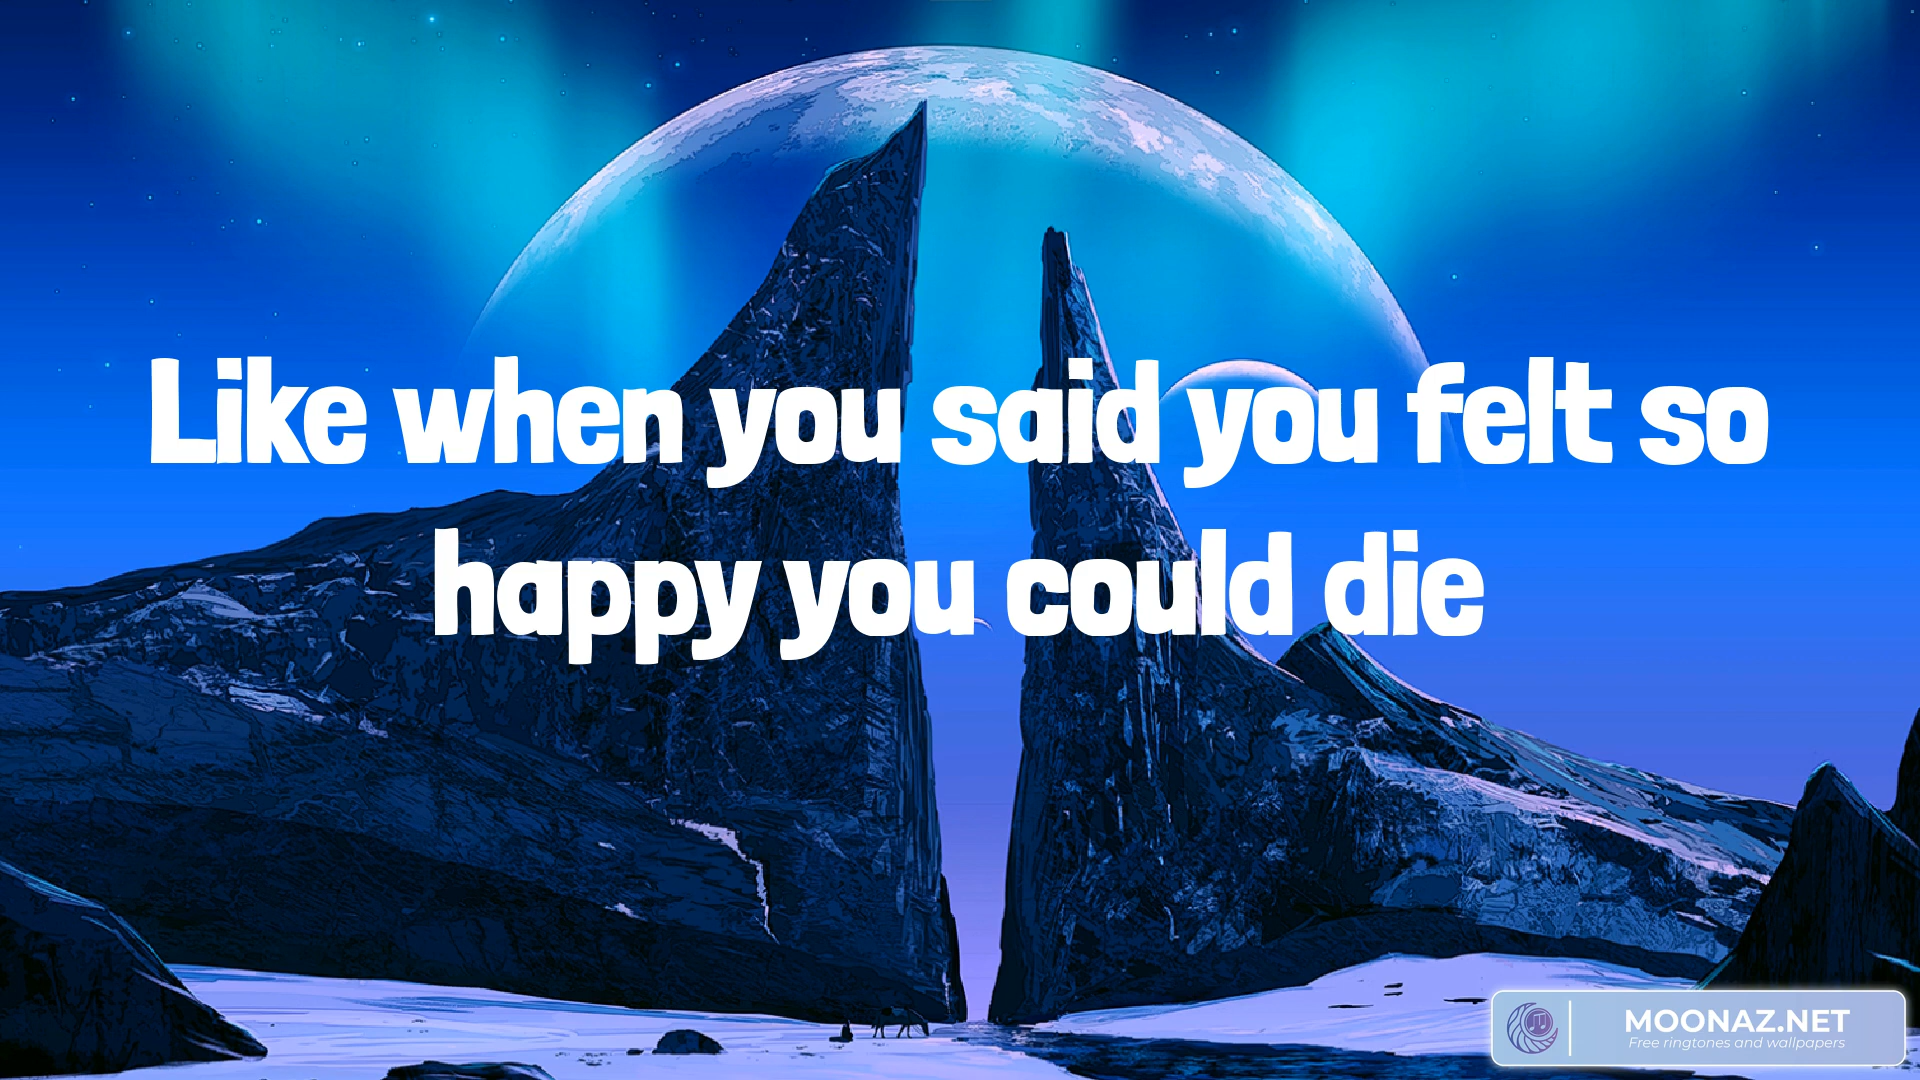 Like when you said you felt so
happy you could die
MOONAZ.NET
Free ringtones and wallpapers